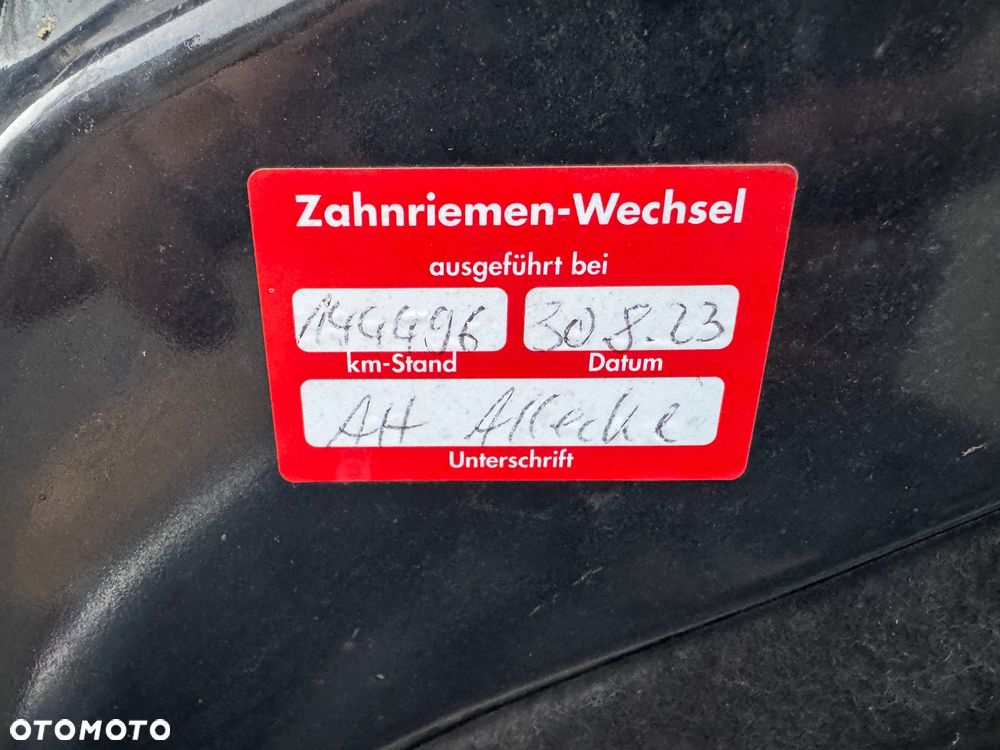 Zahnriemen-Wechsel
ausgeführt bei
144496 30.8.23
km-Stand Datum
AH
Unterschrift
OTOMOTO